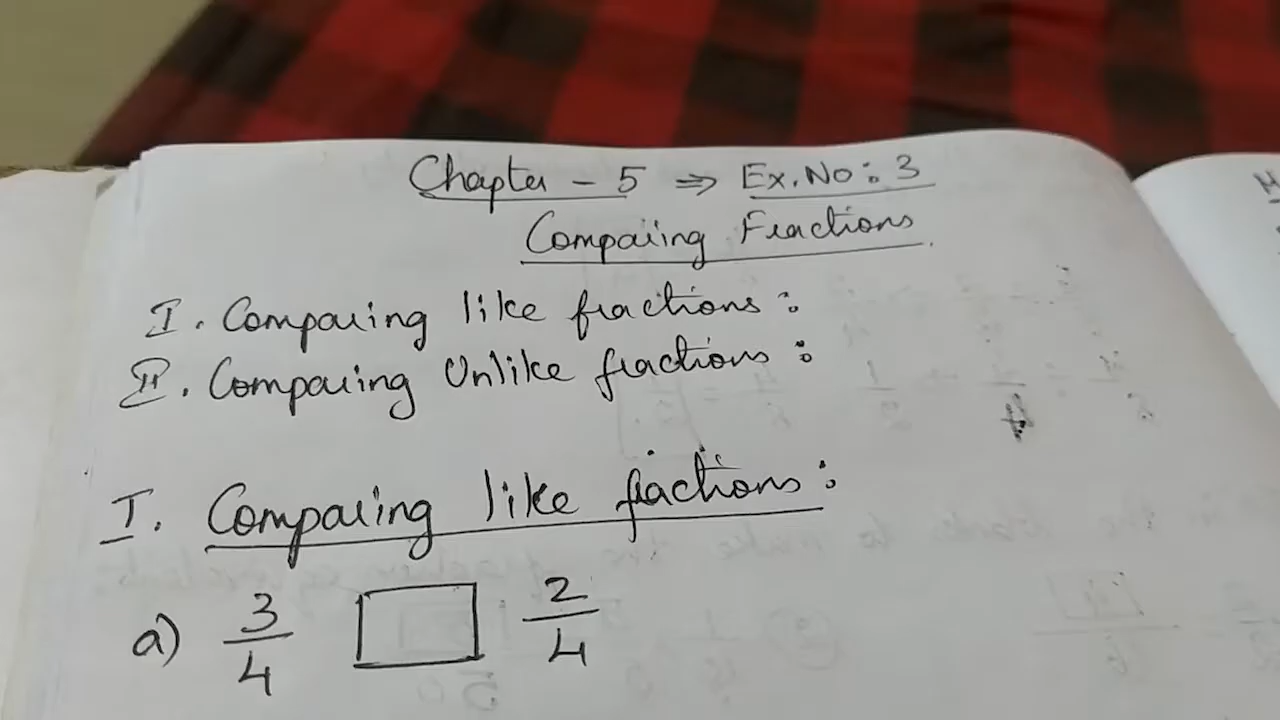 Chapter - 5 ⇒ Ex.No: 3
Comparing Fractions.
I. Comparing like fractions:
II. Comparing Unlike fractions:
I. Comparing like fractions:
a) 3/4 □ 2/4